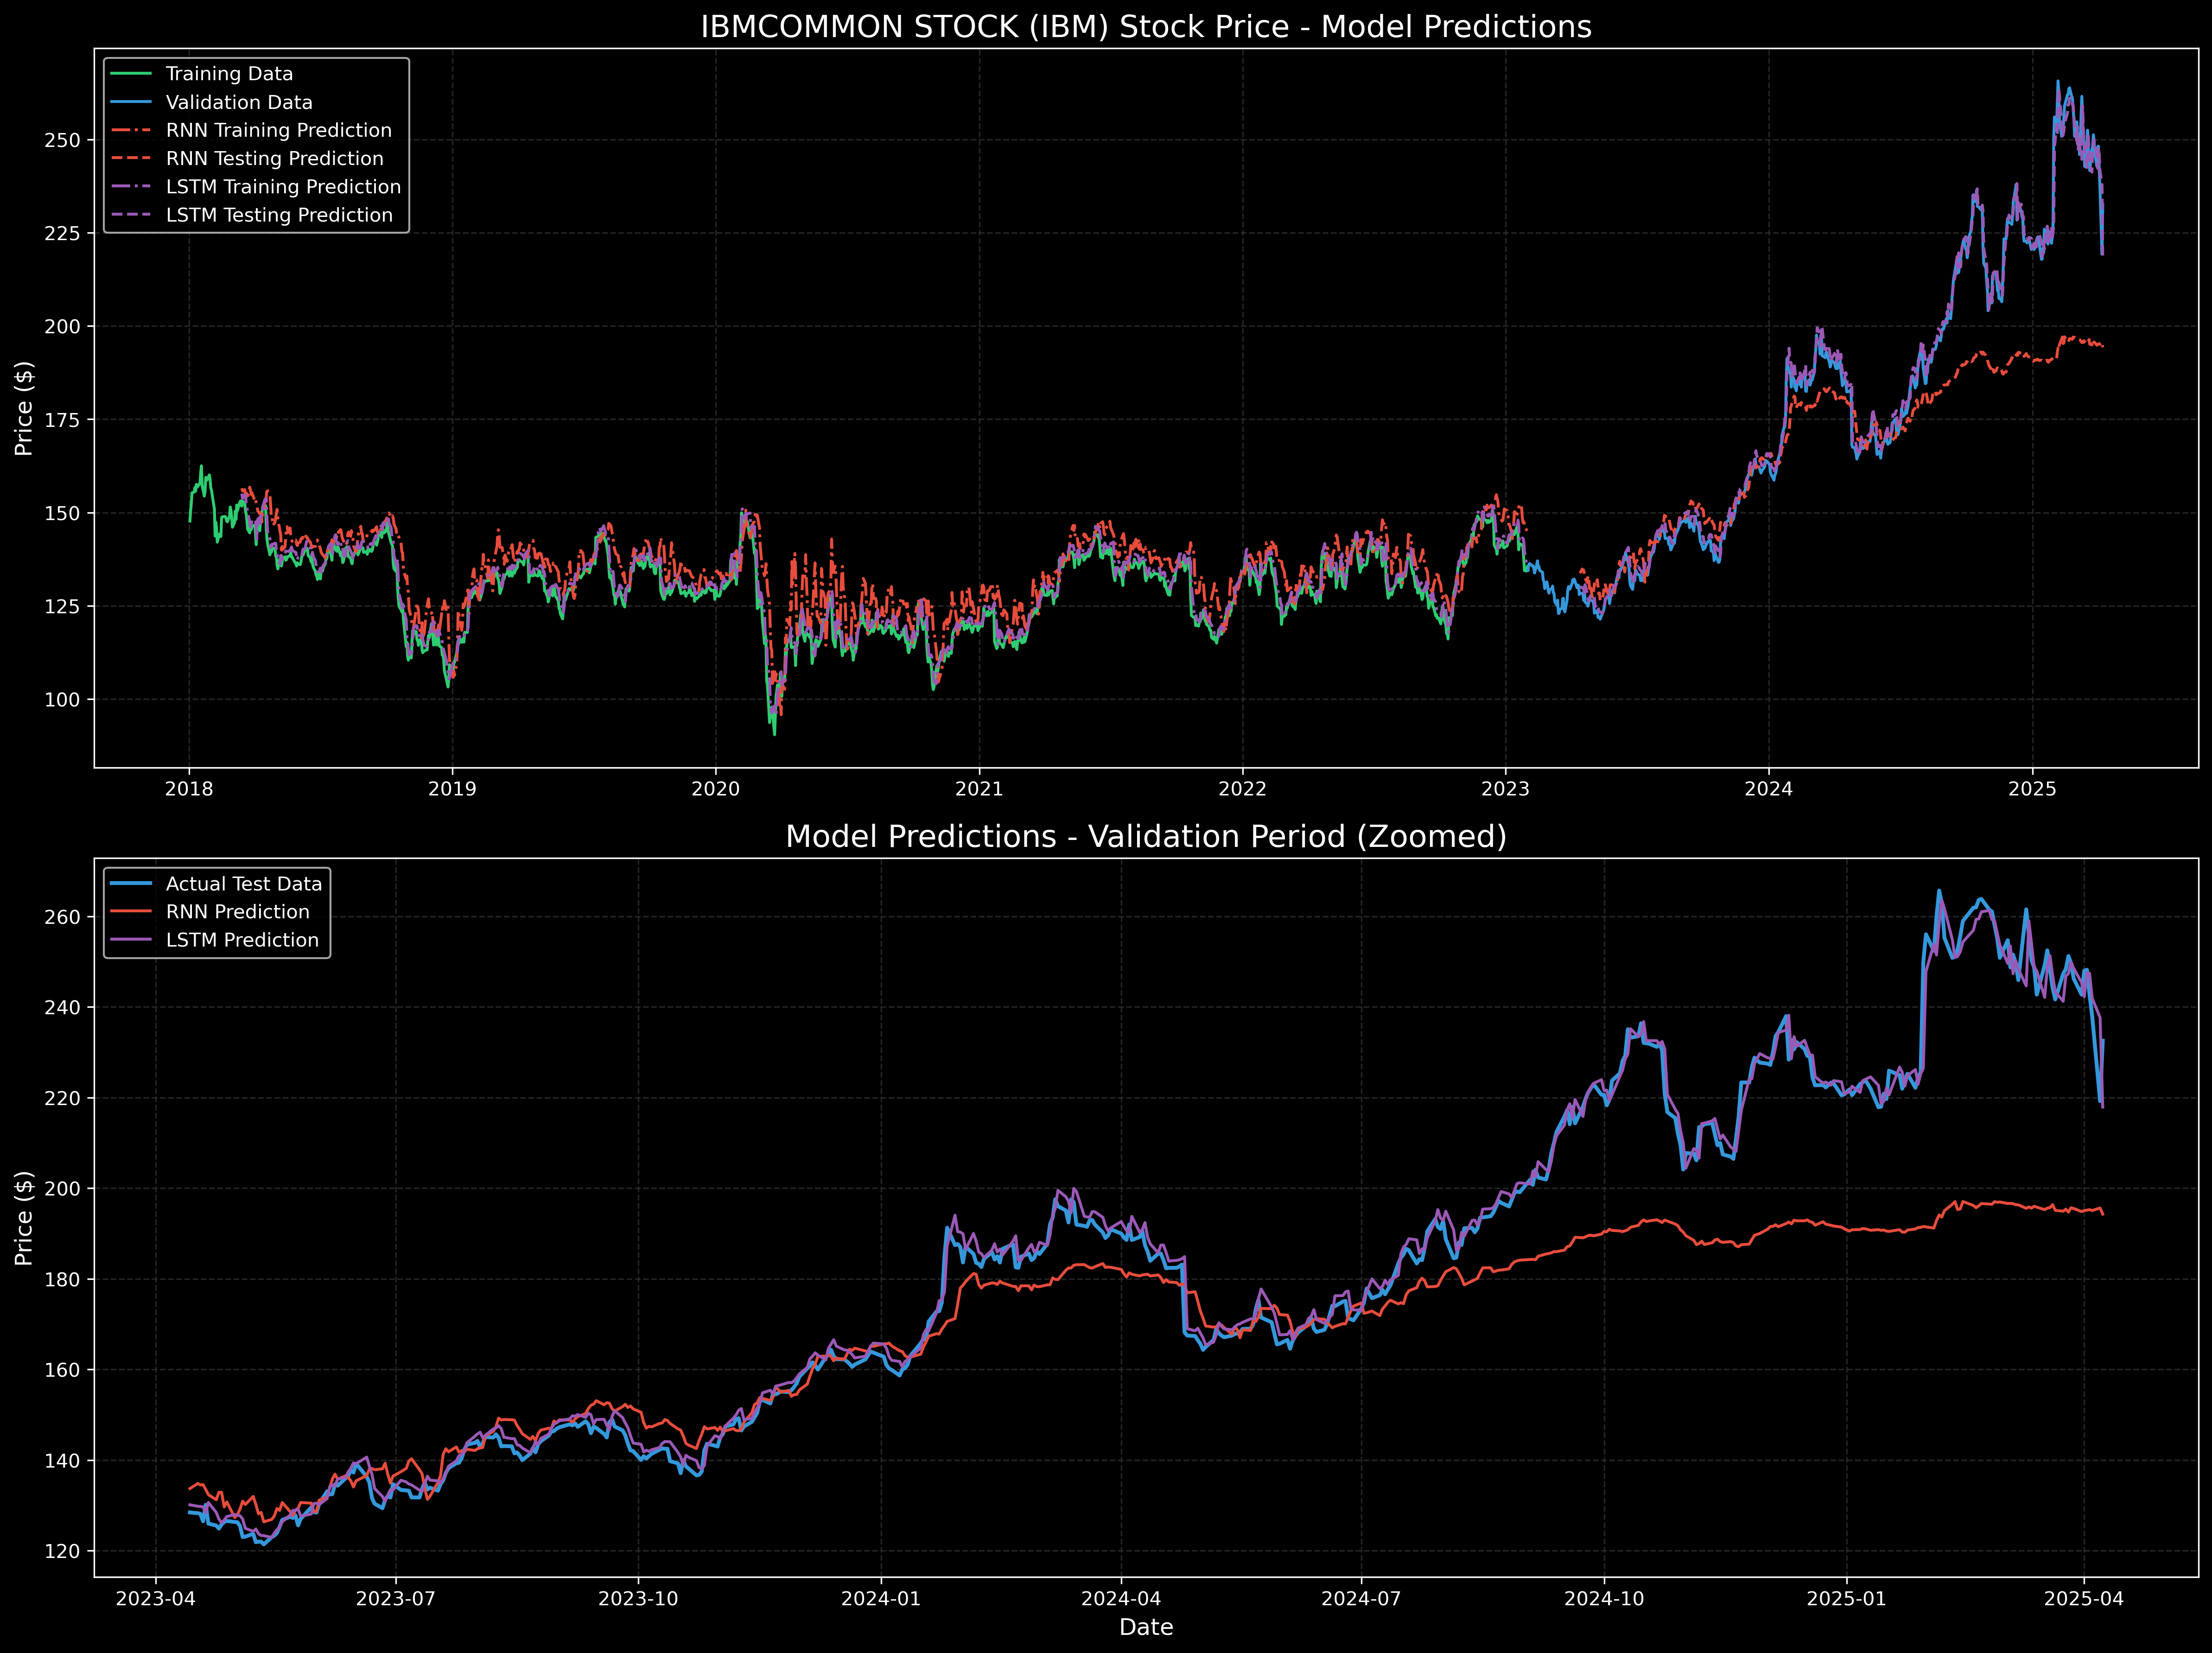 IBMCOMMON STOCK (IBM) Stock Price - Model Predictions
Training Data
Validation Data
RNN Training Prediction
RNN Testing Prediction
LSTM Training Prediction
LSTM Testing Prediction
Price ($)
250
225
200
175
150
125
100
2018 2019 2020 2021 2022 2023 2024 2025
Model Predictions - Validation Period (Zoomed)
Actual Test Data
RNN Prediction
LSTM Prediction
Price ($)
260
240
220
200
180
160
140
120
2023-04 2023-07 2023-10 2024-01 2024-04 2024-07 2024-10 2025-01 2025-04
Date